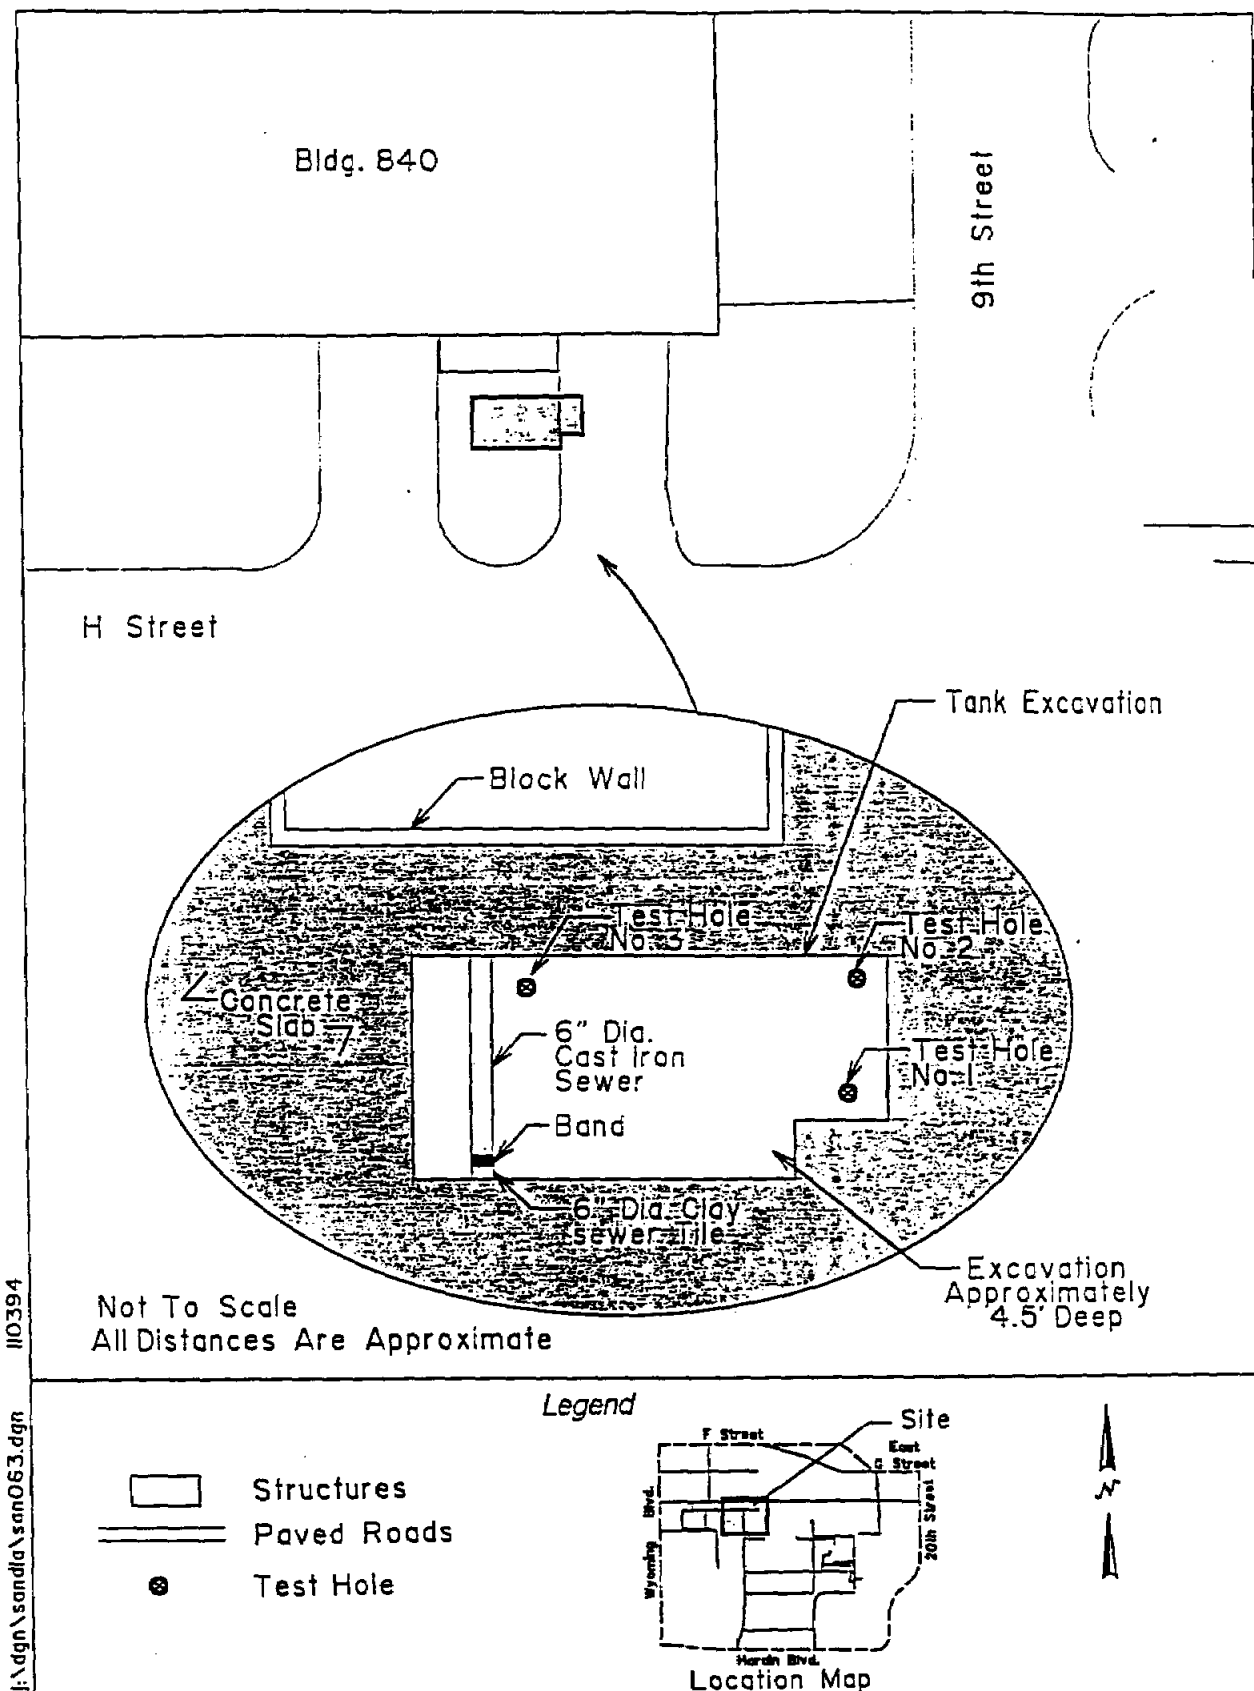 Bldg. 840
9th Street
H Street
Tank Excavation
Block Wall
Test Hole
No. 3
Test Hole
No. 2
Concrete
Slab
6" Dia.
Cast Iron
Sewer
Test Hole
No. 1
Band
6" Dia. Clay
sewer Tile
Excavation
Approximately
4.5' Deep
Not To Scale
All Distances Are Approximate
110394
j:\dgn\sandia\san063.dgn
Legend
Structures
Paved Roads
Test Hole
Site
F Street
East
G Street
Wyoming Blvd.
20th Street
Hardin Blvd.
Location Map
N